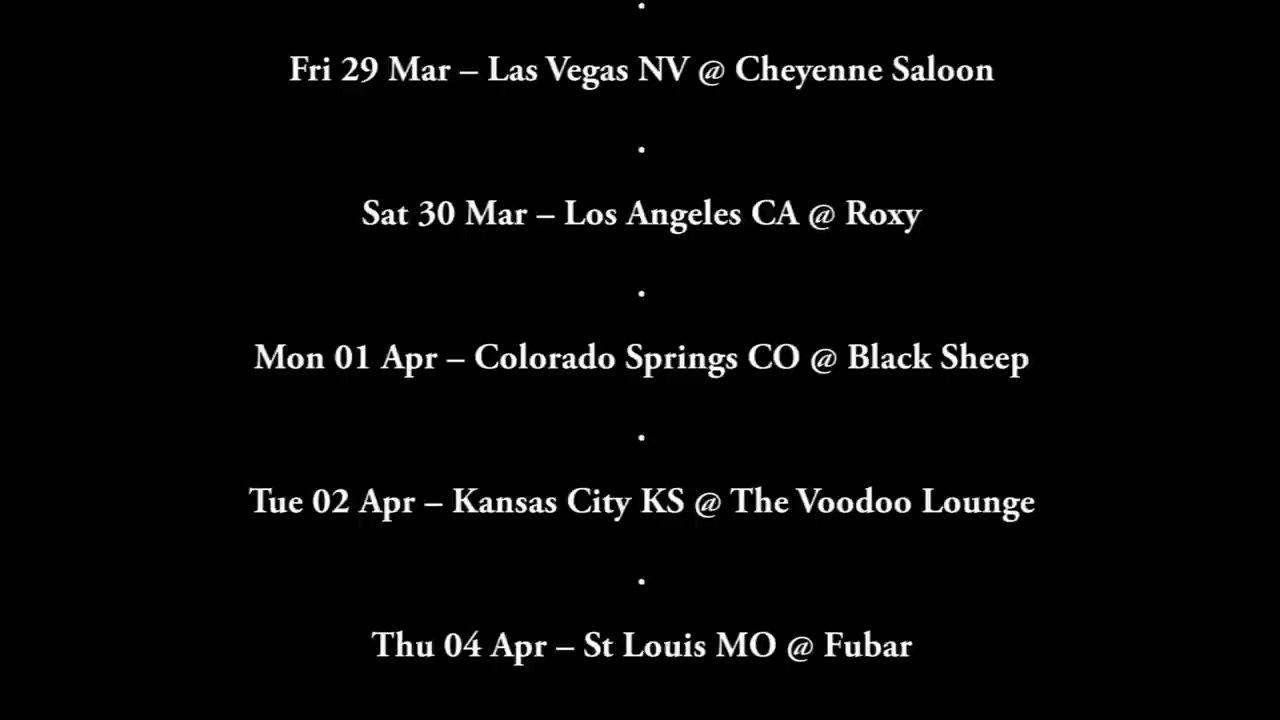 .
Fri 29 Mar – Las Vegas NV @ Cheyenne Saloon
.
Sat 30 Mar – Los Angeles CA @ Roxy
.
Mon 01 Apr – Colorado Springs CO @ Black Sheep
.
Tue 02 Apr – Kansas City KS @ The Voodoo Lounge
.
Thu 04 Apr – St Louis MO @ Fubar